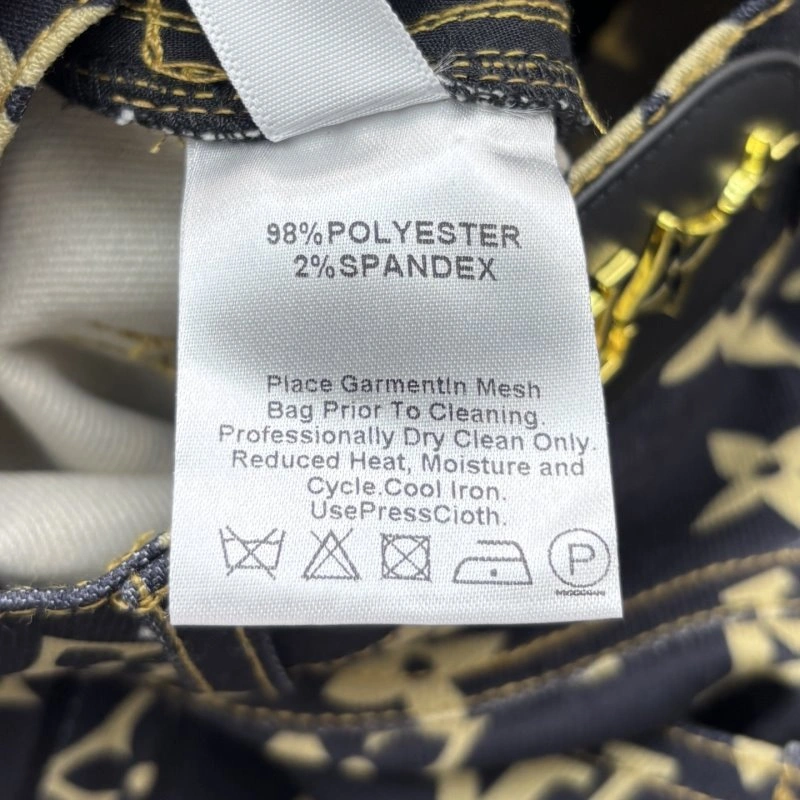 98%POLYESTER
2%SPANDEX
Place GarmentIn Mesh
Bag Prior To Cleaning.
Professionally Dry Clean Only.
Reduced Heat, Moisture and
Cycle.Cool Iron.
UsePressCloth.
P